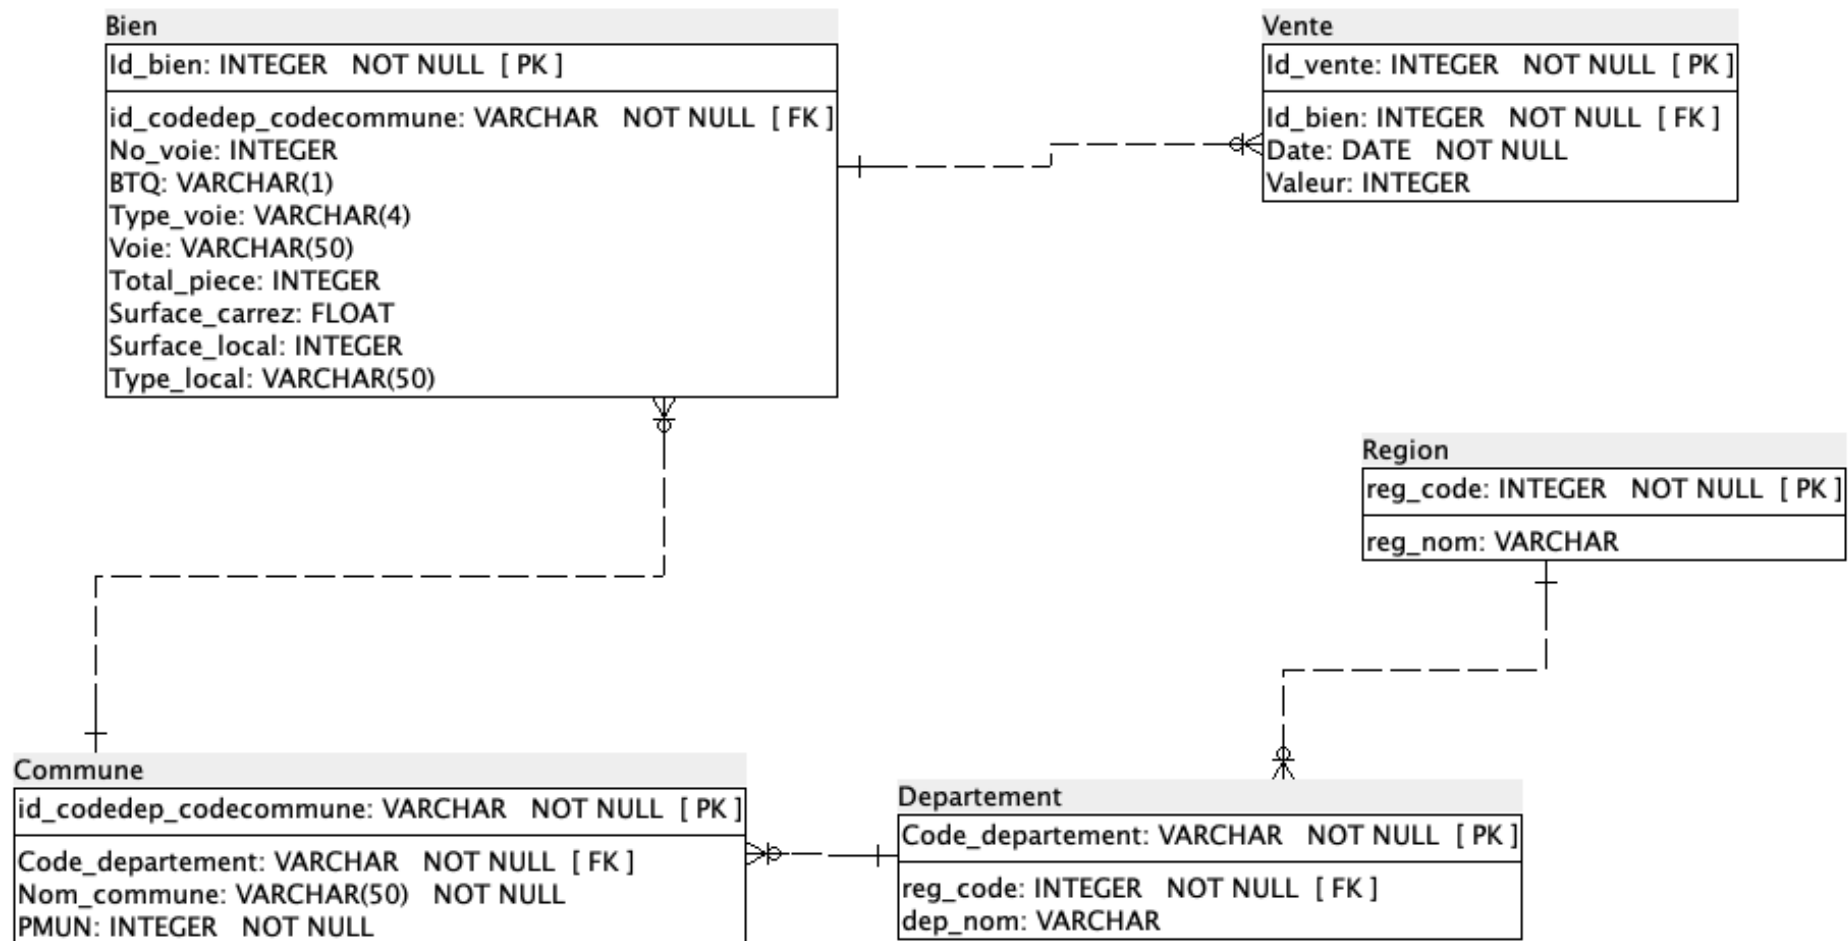 Bien
Id_bien: INTEGER NOT NULL [ PK ]
id_codedep_codecommune: VARCHAR NOT NULL [ FK ]
No_voie: INTEGER
BTQ: VARCHAR(1)
Type_voie: VARCHAR(4)
Voie: VARCHAR(50)
Total_piece: INTEGER
Surface_carrez: FLOAT
Surface_local: INTEGER
Type_local: VARCHAR(50)
Vente
Id_vente: INTEGER NOT NULL [ PK ]
Id_bien: INTEGER NOT NULL [ FK ]
Date: DATE NOT NULL
Valeur: INTEGER
Region
reg_code: INTEGER NOT NULL [ PK ]
reg_nom: VARCHAR
Commune
id_codedep_codecommune: VARCHAR NOT NULL [ PK ]
Code_departement: VARCHAR NOT NULL [ FK ]
Nom_commune: VARCHAR(50) NOT NULL
PMUN: INTEGER NOT NULL
Departement
Code_departement: VARCHAR NOT NULL [ PK ]
reg_code: INTEGER NOT NULL [ FK ]
dep_nom: VARCHAR